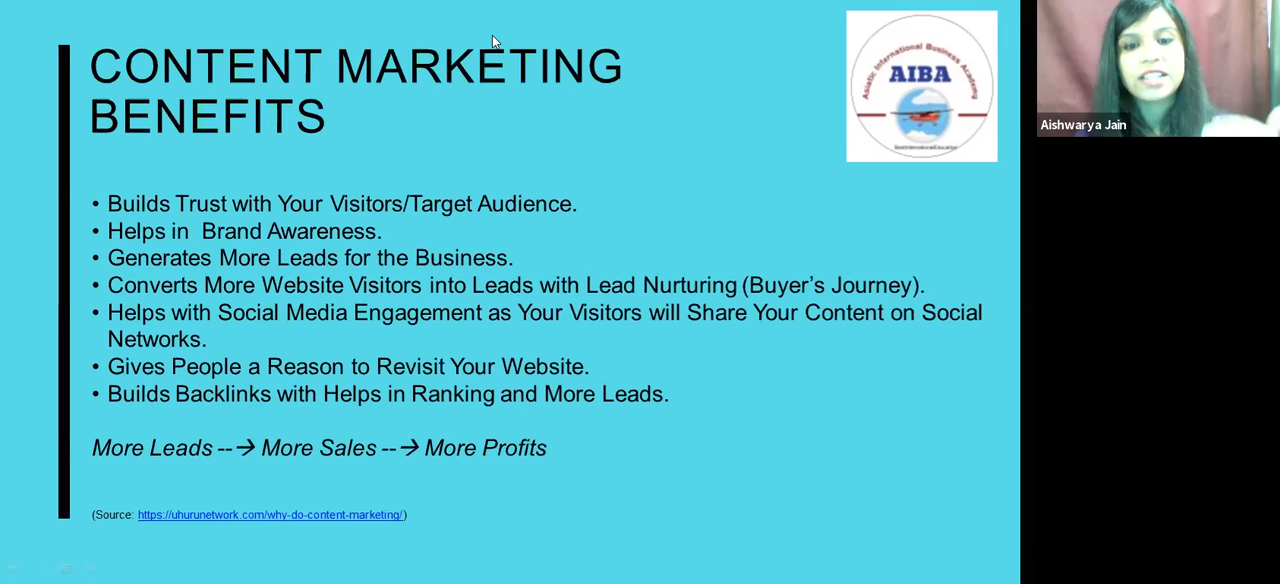 CONTENT MARKETING
BENEFITS
Asiatic International Business Academy
AIBA
• Builds Trust with Your Visitors/Target Audience.
• Helps in  Brand Awareness.
• Generates More Leads for the Business.
• Converts More Website Visitors into Leads with Lead Nurturing (Buyer’s Journey).
• Helps with Social Media Engagement as Your Visitors will Share Your Content on Social
Networks.
• Gives People a Reason to Revisit Your Website.
• Builds Backlinks with Helps in Ranking and More Leads.
More Leads --→ More Sales --→ More Profits
(Source: https://uhurunetwork.com/why-do-content-marketing/)
Aishwarya Jain